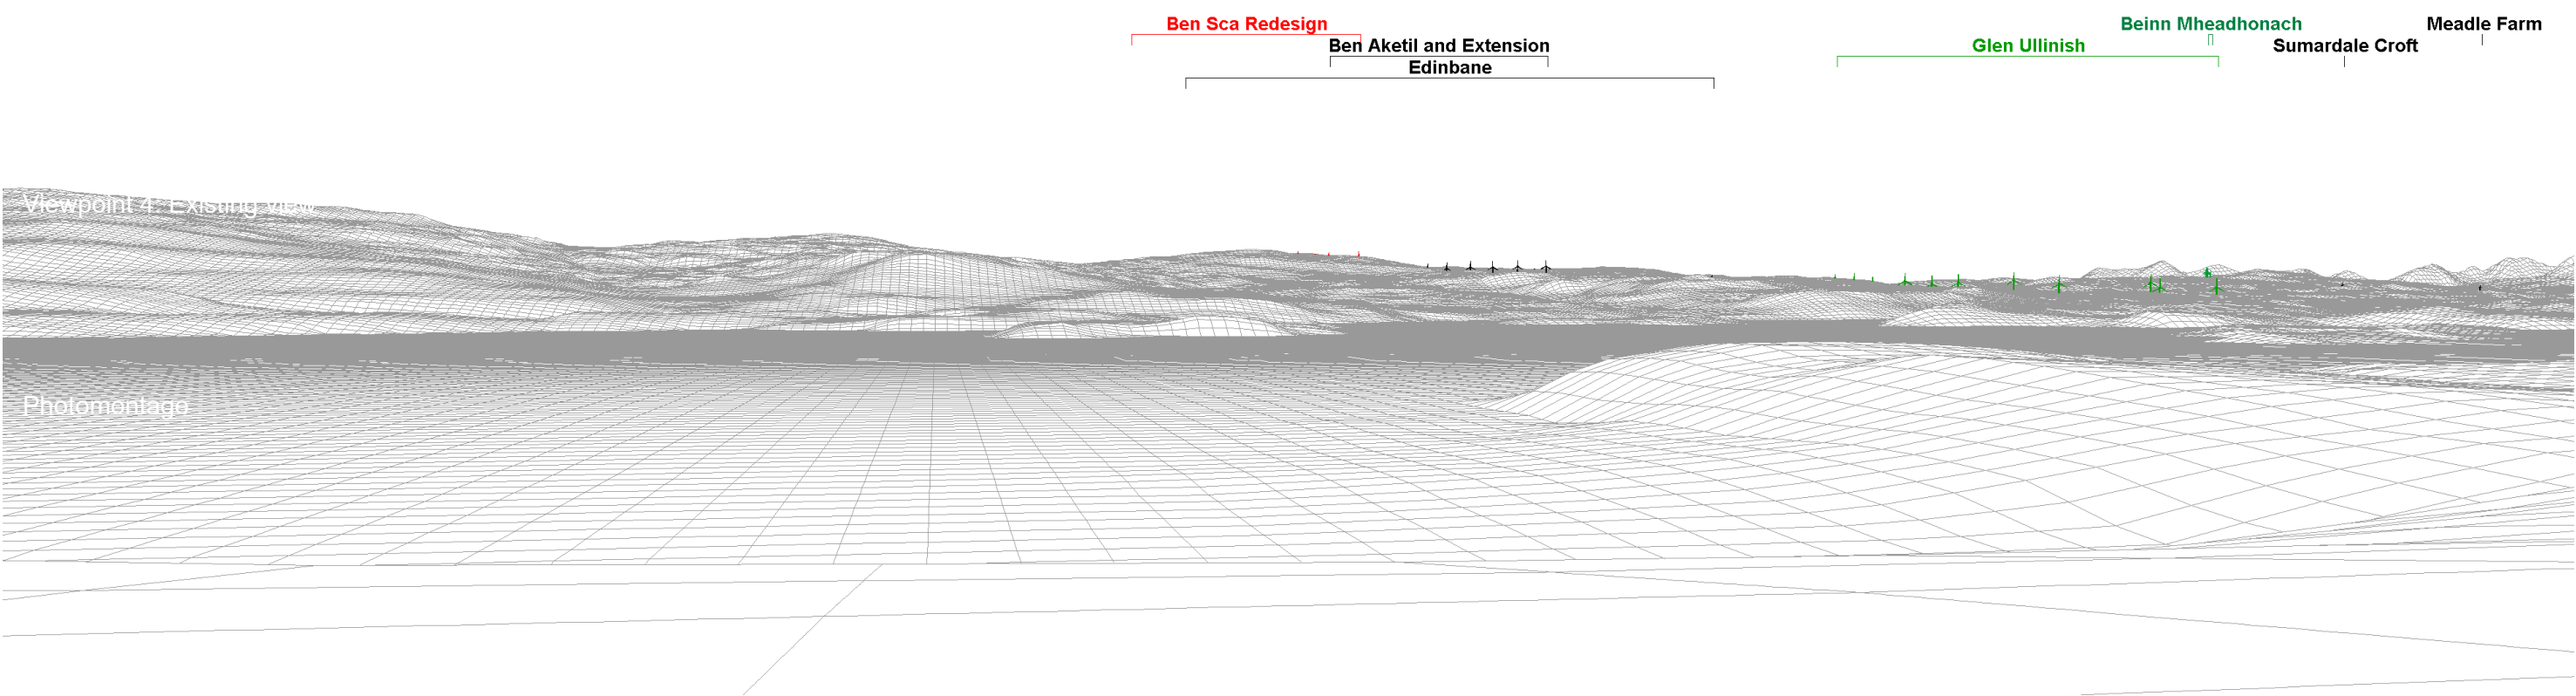 Ben Sca Redesign
Beinn Mheadhonach
Meadle Farm
Ben Aketil and Extension
Glen Ullinish
Sumardale Croft
Edinbane
Viewpoint 4: Existing view
Photomontage